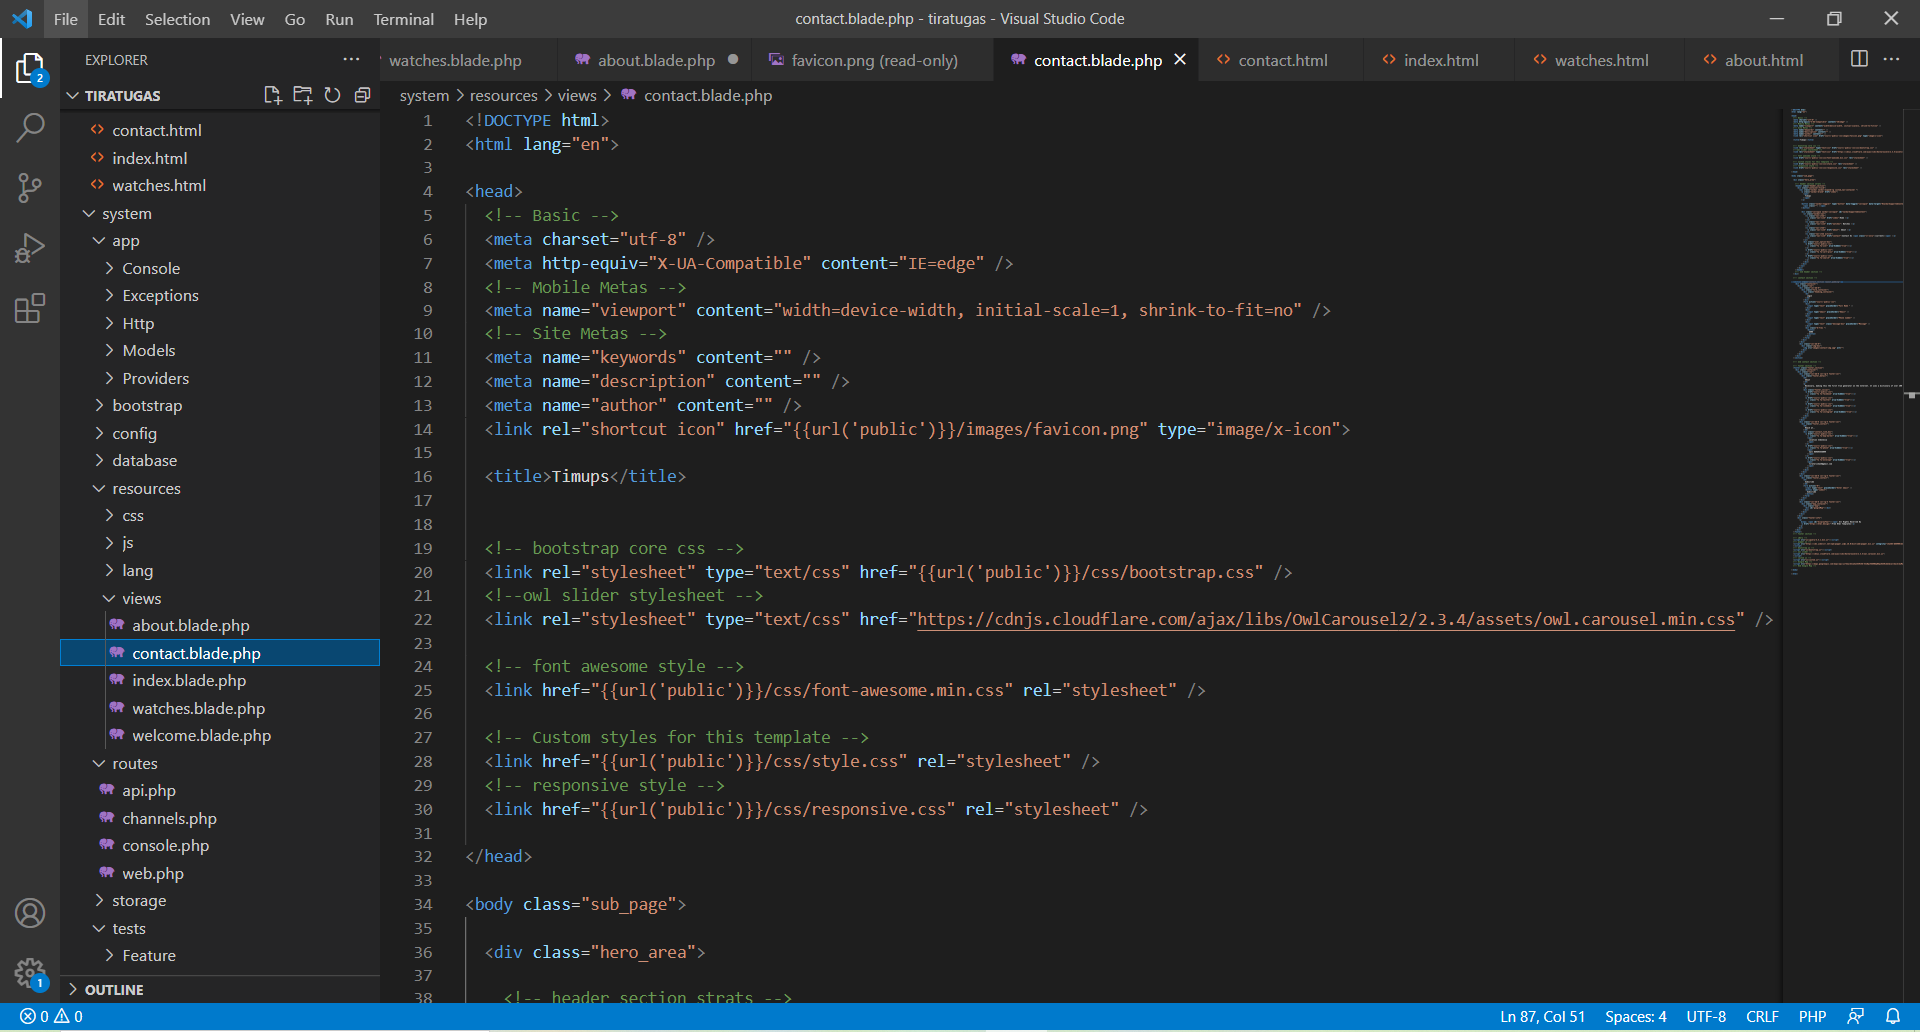 File Edit Selection View Go Run Terminal Help
contact.blade.php - tiratugas - Visual Studio Code
EXPLORER
watches.blade.php about.blade.php favicon.png (read-only) contact.blade.php contact.html index.html watches.html about.html
TIRATUGAS
system > resources > views > contact.blade.php
contact.html
index.html
watches.html
system
app
Console
Exceptions
Http
Models
Providers
bootstrap
config
database
resources
css
js
lang
views
about.blade.php
contact.blade.php
index.blade.php
watches.blade.php
welcome.blade.php
routes
api.php
channels.php
console.php
web.php
storage
tests
Feature
OUTLINE
2
1
1 <!DOCTYPE html>
2 <html lang="en">
3
4 <head>
5 <!-- Basic -->
6 <meta charset="utf-8" />
7 <meta http-equiv="X-UA-Compatible" content="IE=edge" />
8 <!-- Mobile Metas -->
9 <meta name="viewport" content="width=device-width, initial-scale=1, shrink-to-fit=no" />
10 <!-- Site Metas -->
11 <meta name="keywords" content="" />
12 <meta name="description" content="" />
13 <meta name="author" content="" />
14 <link rel="shortcut icon" href="{{url('public')}}/images/favicon.png" type="image/x-icon">
15
16 <title>Timups</title>
17
18
19 <!-- bootstrap core css -->
20 <link rel="stylesheet" type="text/css" href="{{url('public')}}/css/bootstrap.css" />
21 <!--owl slider stylesheet -->
22 <link rel="stylesheet" type="text/css" href="https://cdnjs.cloudflare.com/ajax/libs/OwlCarousel2/2.3.4/assets/owl.carousel.min.css" />
23
24 <!-- font awesome style -->
25 <link href="{{url('public')}}/css/font-awesome.min.css" rel="stylesheet" />
26
27 <!-- Custom styles for this template -->
28 <link href="{{url('public')}}/css/style.css" rel="stylesheet" />
29 <!-- responsive style -->
30 <link href="{{url('public')}}/css/responsive.css" rel="stylesheet" />
31
32 </head>
33
34 <body class="sub_page">
35
36 <div class="hero_area">
37
38 <!-- header section strats -->
0 0
Ln 87, Col 51 Spaces: 4 UTF-8 CRLF PHP